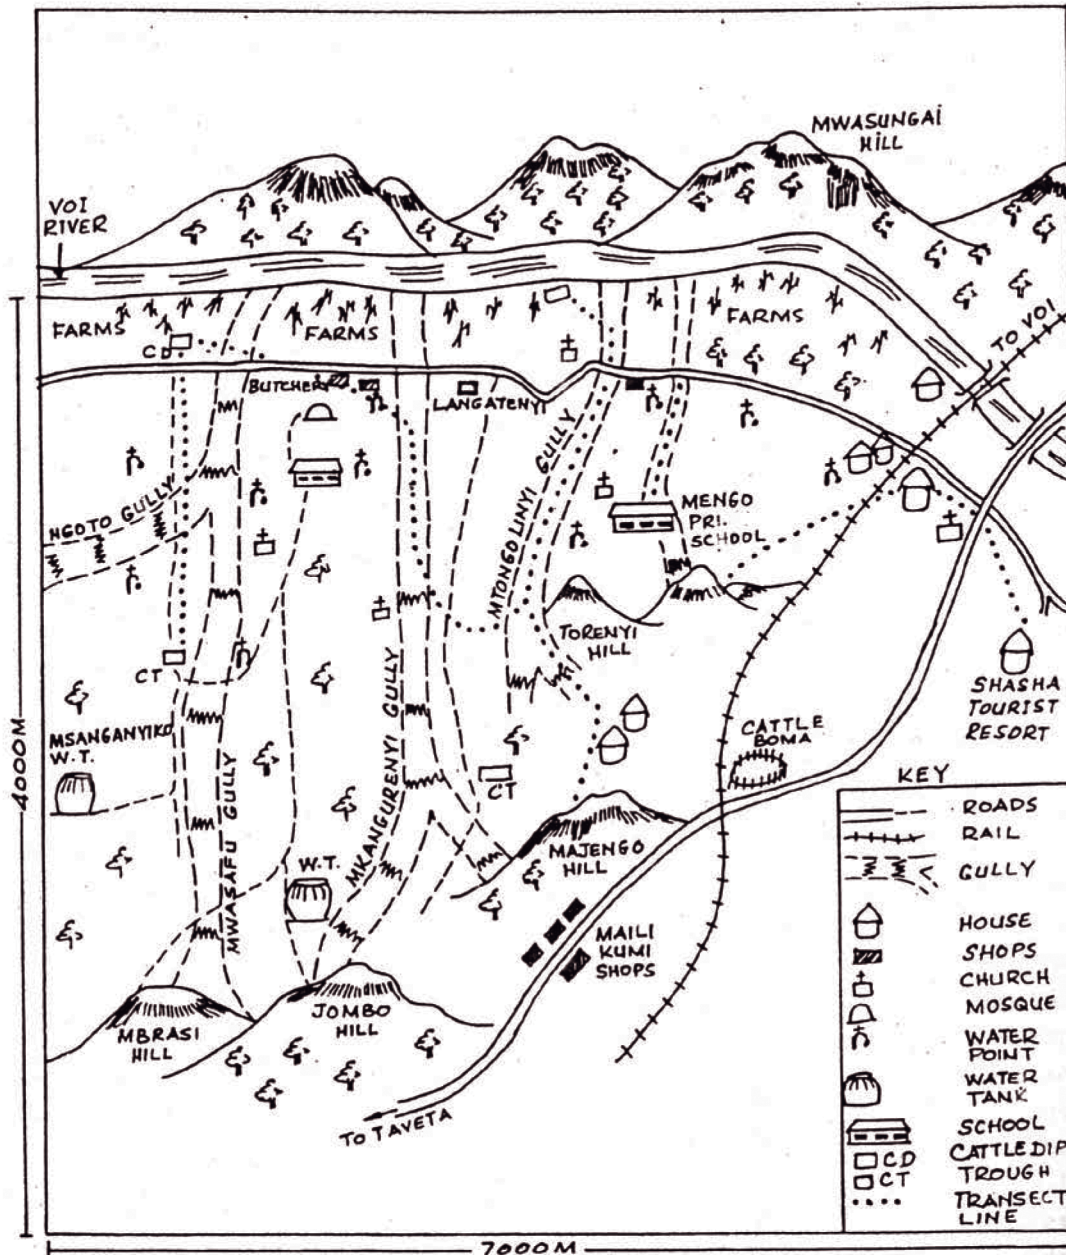 MWASUNGAi
HiLL
VOI
RIVER
TO VOI
FARMS
FARMS
FARMS
CD
BUTCHERY
LANGATENYI
NGOTO GULLY
MTONGOLINYI GULLY
MENGO
PRI.
SCHOOL
TORENYI
HILL
CT
SHASHA
TOURIST
RESORT
MSANGANYIKO
W.T.
MWASAFU GULLY
MKANGURENYI GULLY
CT
CATTLE
BOMA
4000M
W.T.
MAJENGO
HILL
MAILI
KUMI
SHOPS
MBRASI
HILL
JOMBO
HILL
TO TAVETA
KEY
ROADS
RAIL
GULLY
HOUSE
SHOPS
CHURCH
MOSQUE
WATER
POINT
WATER
TANK
SCHOOL
CD CATTLE DIP
CT TROUGH
TRANSECT
LINE
7000M